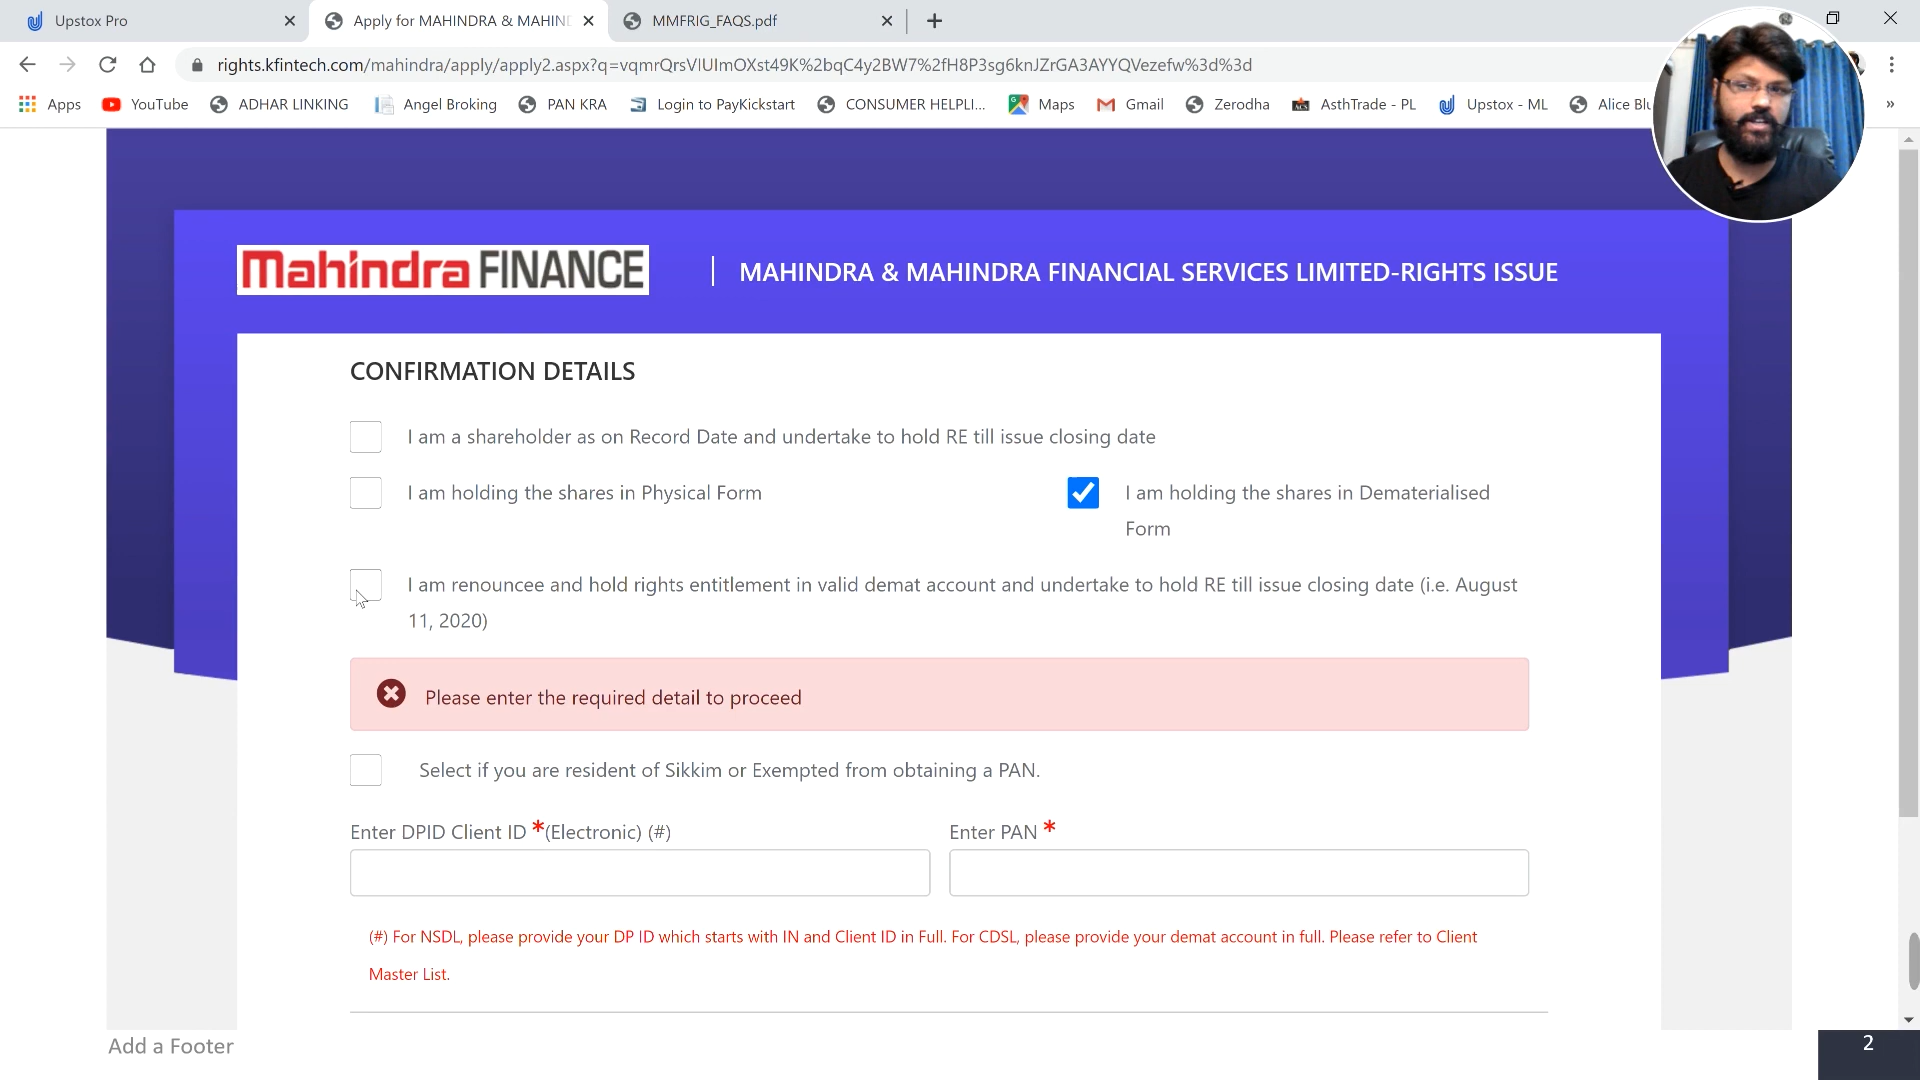 Upstox Pro
Apply for MAHINDRA & MAHIND
MMFRIG_FAQS.pdf
rights.kfintech.com/mahindra/apply/apply2.aspx?q=vqmrQrsVIUImOXst49K%2bqC4y2BW7%2fH8P3sg6knJZrGA3AYYQVezefw%3d%3d
Apps YouTube ADHAR LINKING Angel Broking PAN KRA Login to PayKickstart CONSUMER HELPLI... Maps Gmail Zerodha AsthTrade - PL Upstox - ML Alice Blu
Mahindra FINANCE
MAHINDRA & MAHINDRA FINANCIAL SERVICES LIMITED-RIGHTS ISSUE
CONFIRMATION DETAILS
I am a shareholder as on Record Date and undertake to hold RE till issue closing date
I am holding the shares in Physical Form
I am holding the shares in Dematerialised
Form
I am renouncee and hold rights entitlement in valid demat account and undertake to hold RE till issue closing date (i.e. August
11, 2020)
Please enter the required detail to proceed
Select if you are resident of Sikkim or Exempted from obtaining a PAN.
Enter DPID Client ID *(Electronic) (#)
Enter PAN *
(#) For NSDL, please provide your DP ID which starts with IN and Client ID in Full. For CDSL, please provide your demat account in full. Please refer to Client
Master List.
Add a Footer
2